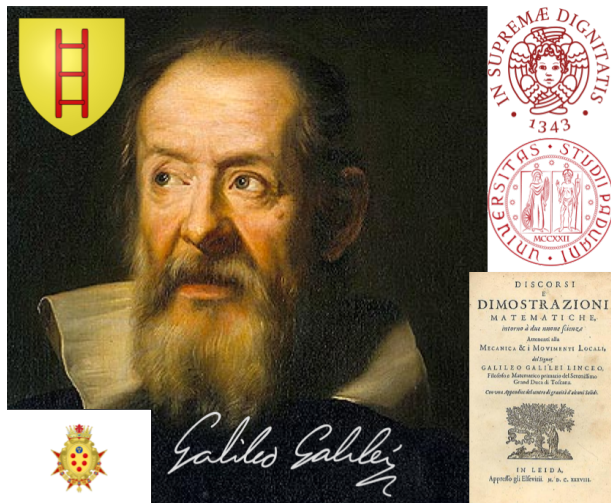 IN SUPREMÆ DIGNITATIS
· 1343 ·
UNIVERSITAS · STUDII PADUANI ·
MCCXXII
DISCORSI
E
DIMOSTRAZIONI
MATEMATICHE,
intorno à due nuoue scienze
Attenenti alla
MECANICA & i MOVIMENTI LOCALI,
del Signor
GALILEO GALILEI LINCEO,
Filosofo e Matematico primario del Serenissimo
Grand Duca di Toscana.
Con una Appendice del centro di grauità d'alcuni Solidi.
IN LEIDA,
Appresso gli Elsevirii. M. D. C. XXXVIII.
Galileo Galilei